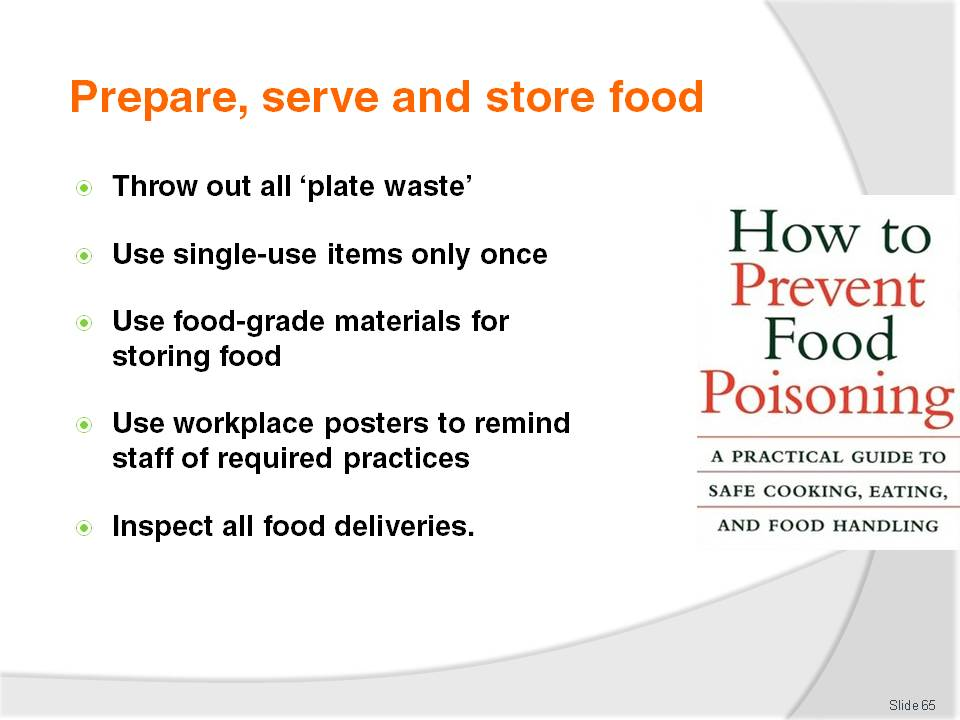 Prepare, serve and store food
Throw out all ‘plate waste’
Use single-use items only once
Use food-grade materials for
storing food
Use workplace posters to remind
staff of required practices
Inspect all food deliveries.
How to
Prevent
Food
Poisoning
A PRACTICAL GUIDE TO
SAFE COOKING, EATING,
AND FOOD HANDLING
Slide 65